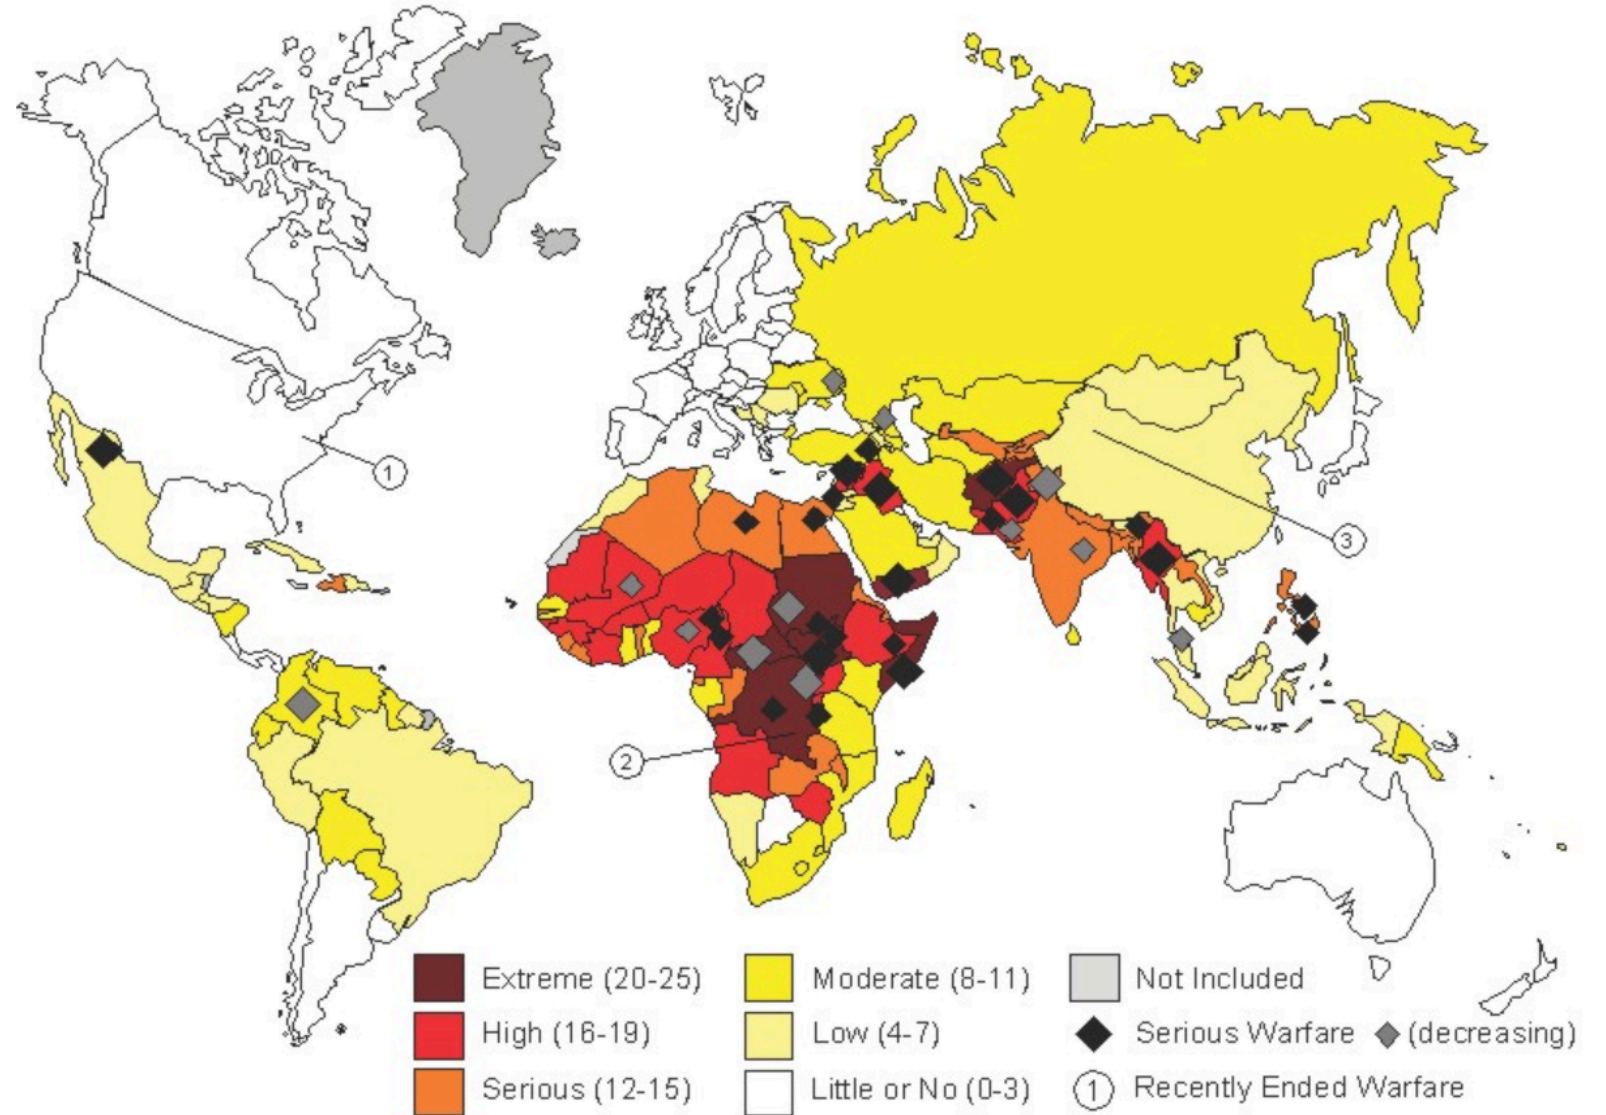 1
3
2
Extreme (20-25) Moderate (8-11) Not Included
High (16-19) Low (4-7) Serious Warfare (decreasing)
Serious (12-15) Little or No (0-3) 1 Recently Ended Warfare